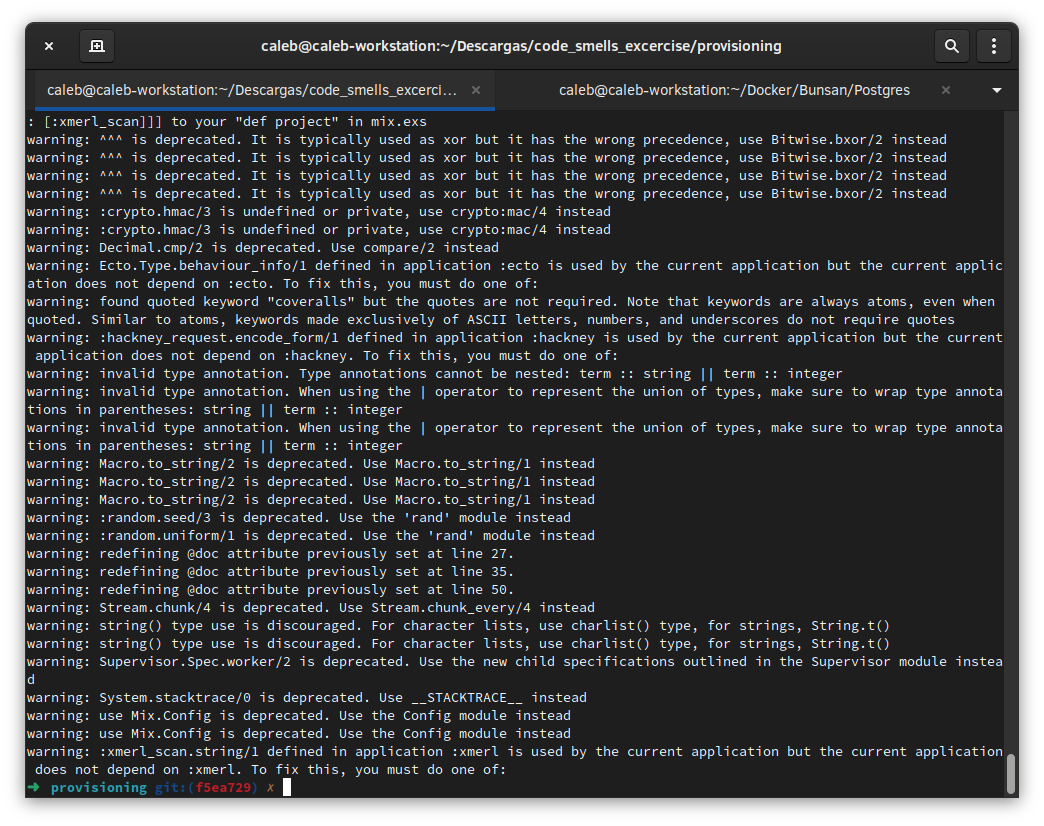 caleb@caleb-workstation:~/Descargas/code_smells_excercise/provisioning
caleb@caleb-workstation:~/Descargas/code_smells_excerci... caleb@caleb-workstation:~/Docker/Bunsan/Postgres
: [:xmerl_scan]]] to your "def project" in mix.exs
warning: ^^^ is deprecated. It is typically used as xor but it has the wrong precedence, use Bitwise.bxor/2 instead
warning: ^^^ is deprecated. It is typically used as xor but it has the wrong precedence, use Bitwise.bxor/2 instead
warning: ^^^ is deprecated. It is typically used as xor but it has the wrong precedence, use Bitwise.bxor/2 instead
warning: ^^^ is deprecated. It is typically used as xor but it has the wrong precedence, use Bitwise.bxor/2 instead
warning: :crypto.hmac/3 is undefined or private, use crypto:mac/4 instead
warning: :crypto.hmac/3 is undefined or private, use crypto:mac/4 instead
warning: Decimal.cmp/2 is deprecated. Use compare/2 instead
warning: Ecto.Type.behaviour_info/1 defined in application :ecto is used by the current application but the current applic
ation does not depend on :ecto. To fix this, you must do one of:
warning: found quoted keyword "coveralls" but the quotes are not required. Note that keywords are always atoms, even when
quoted. Similar to atoms, keywords made exclusively of ASCII letters, numbers, and underscores do not require quotes
warning: :hackney_request.encode_form/1 defined in application :hackney is used by the current application but the current
 application does not depend on :hackney. To fix this, you must do one of:
warning: invalid type annotation. Type annotations cannot be nested: term :: string || term :: integer
warning: invalid type annotation. When using the | operator to represent the union of types, make sure to wrap type annota
tions in parentheses: string || term :: integer
warning: invalid type annotation. When using the | operator to represent the union of types, make sure to wrap type annota
tions in parentheses: string || term :: integer
warning: Macro.to_string/2 is deprecated. Use Macro.to_string/1 instead
warning: Macro.to_string/2 is deprecated. Use Macro.to_string/1 instead
warning: Macro.to_string/2 is deprecated. Use Macro.to_string/1 instead
warning: :random.seed/3 is deprecated. Use the 'rand' module instead
warning: :random.uniform/1 is deprecated. Use the 'rand' module instead
warning: redefining @doc attribute previously set at line 27.
warning: redefining @doc attribute previously set at line 35.
warning: redefining @doc attribute previously set at line 50.
warning: Stream.chunk/4 is deprecated. Use Stream.chunk_every/4 instead
warning: string() type use is discouraged. For character lists, use charlist() type, for strings, String.t()
warning: string() type use is discouraged. For character lists, use charlist() type, for strings, String.t()
warning: Supervisor.Spec.worker/2 is deprecated. Use the new child specifications outlined in the Supervisor module instea
d
warning: System.stacktrace/0 is deprecated. Use __STACKTRACE__ instead
warning: use Mix.Config is deprecated. Use the Config module instead
warning: use Mix.Config is deprecated. Use the Config module instead
warning: :xmerl_scan.string/1 defined in application :xmerl is used by the current application but the current application
 does not depend on :xmerl. To fix this, you must do one of:
➜ provisioning git:(f5ea729) ✗